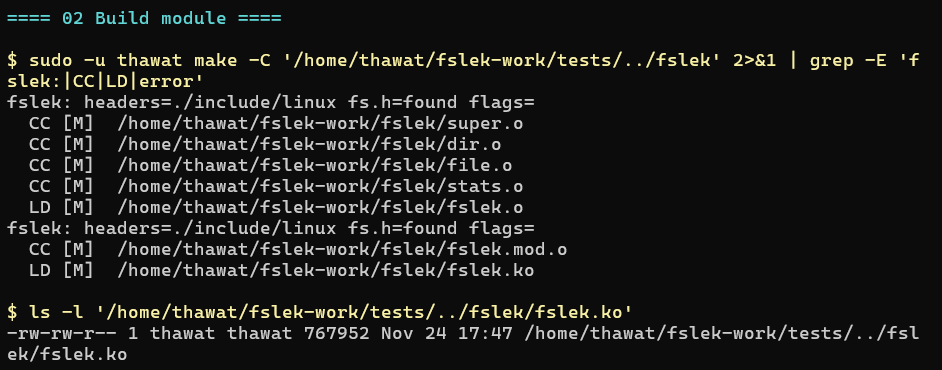 ==== 02 Build module ====
$ sudo -u thawat make -C '/home/thawat/fslek-work/tests/../fslek' 2>&1 | grep -E 'f
slek:|CC|LD|error'
fslek: headers=./include/linux fs.h=found flags=
  CC [M]  /home/thawat/fslek-work/fslek/super.o
  CC [M]  /home/thawat/fslek-work/fslek/dir.o
  CC [M]  /home/thawat/fslek-work/fslek/file.o
  CC [M]  /home/thawat/fslek-work/fslek/stats.o
  LD [M]  /home/thawat/fslek-work/fslek/fslek.o
fslek: headers=./include/linux fs.h=found flags=
  CC [M]  /home/thawat/fslek-work/fslek/fslek.mod.o
  LD [M]  /home/thawat/fslek-work/fslek/fslek.ko
$ ls -l '/home/thawat/fslek-work/tests/../fslek/fslek.ko'
-rw-rw-r-- 1 thawat thawat 767952 Nov 24 17:47 /home/thawat/fslek-work/tests/../fsl
ek/fslek.ko